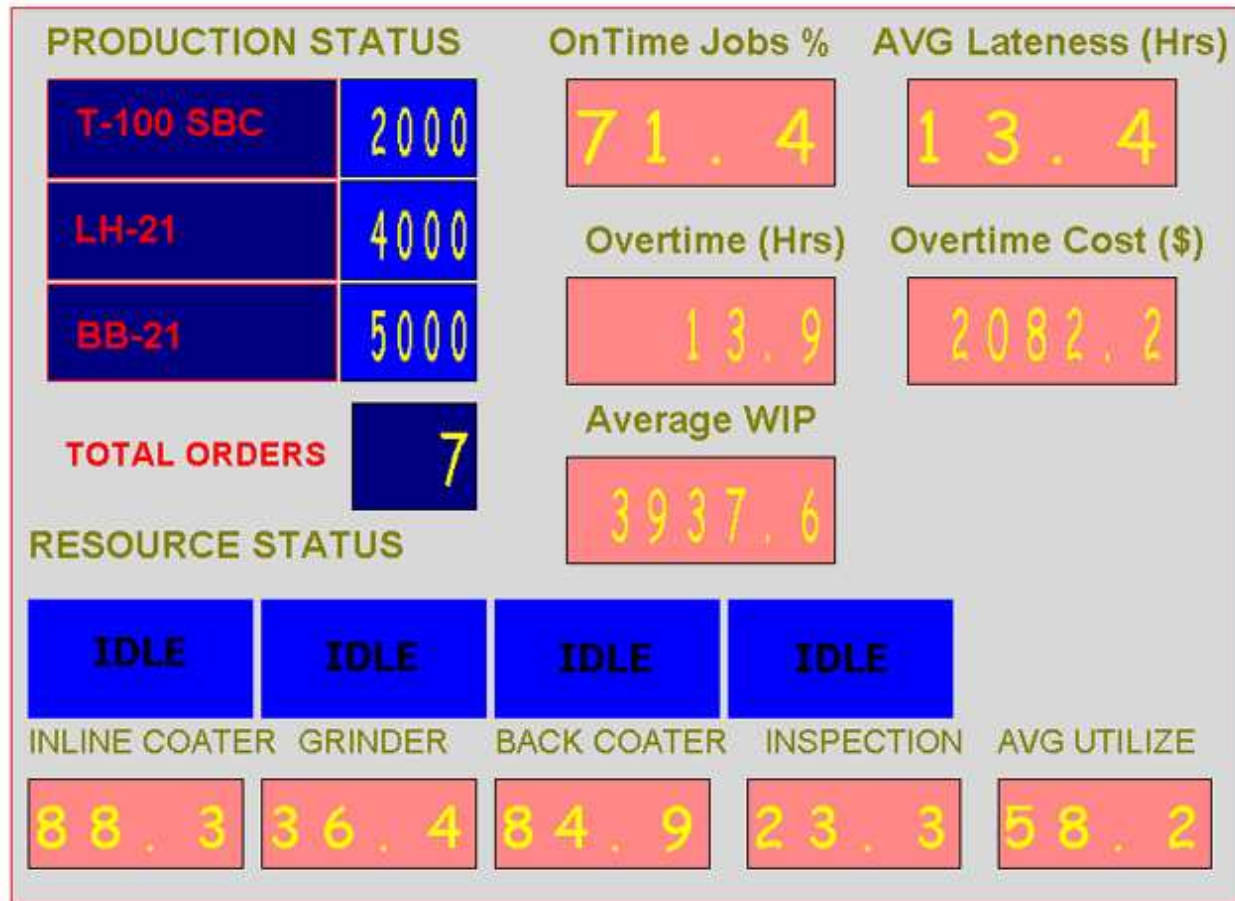 PRODUCTION STATUS
OnTime Jobs %
AVG Lateness (Hrs)
T-100 SBC 2000
71.4
13.4
LH-21 4000
Overtime (Hrs)
Overtime Cost ($)
BB-21 5000
13.9
2082.2
Average WIP
TOTAL ORDERS 7
3937.6
RESOURCE STATUS
IDLE IDLE IDLE IDLE
INLINE COATER GRINDER BACK COATER INSPECTION AVG UTILIZE
88.3 36.4 84.9 23.3 58.2